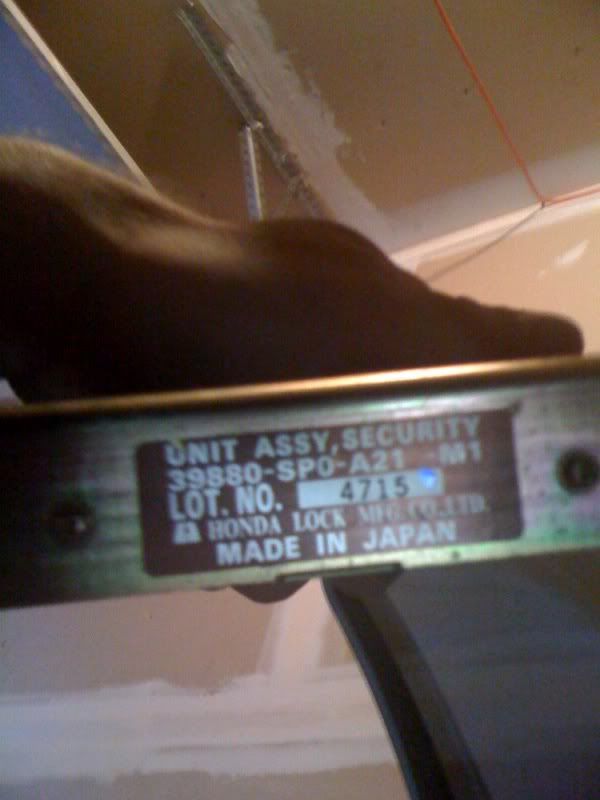 UNIT ASSY,SECURITY
39880-SP0-A21 -M1
LOT. NO. 4715
HONDA LOCK MFG.CO.,LTD.
MADE IN JAPAN